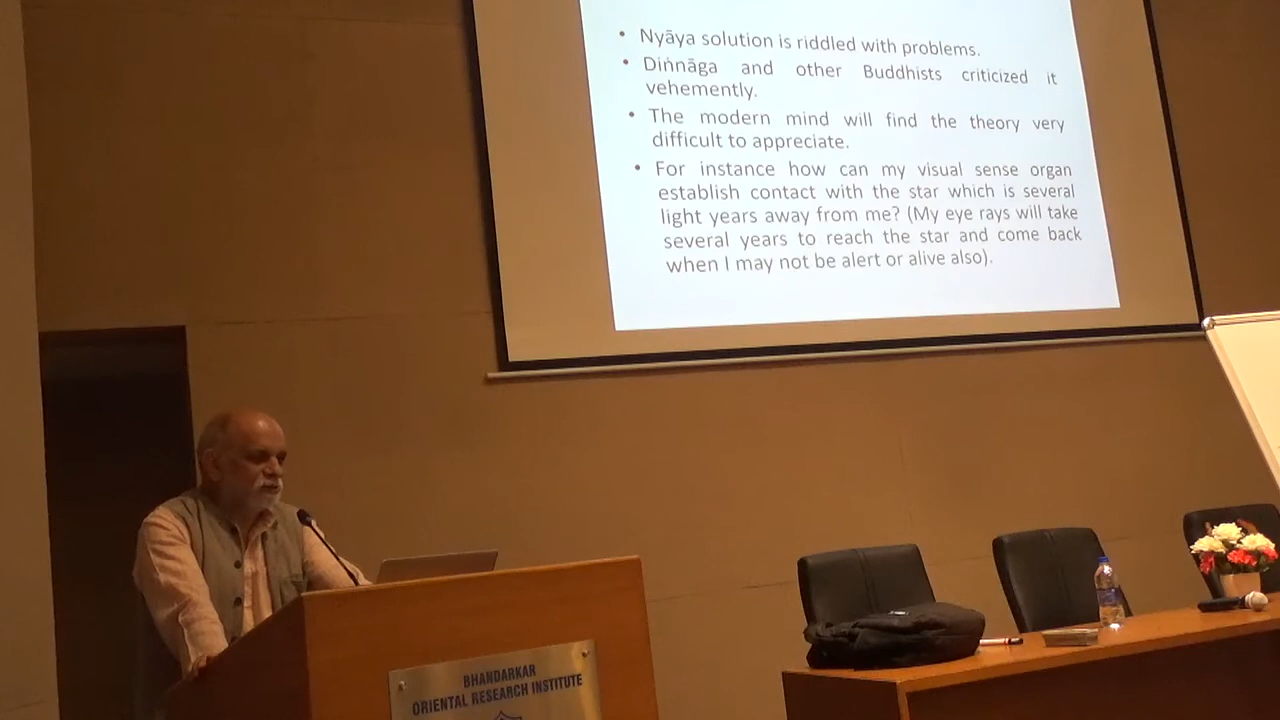 • Nyāya solution is riddled with problems.
• Diṅnāga and other Buddhists criticized it
vehemently.
• The modern mind will find the theory very
difficult to appreciate.
• For instance how can my visual sense organ
establish contact with the star which is several
light years away from me? (My eye rays will take
several years to reach the star and come back
when I may not be alert or alive also).
BHANDARKAR
ORIENTAL RESEARCH INSTITUTE